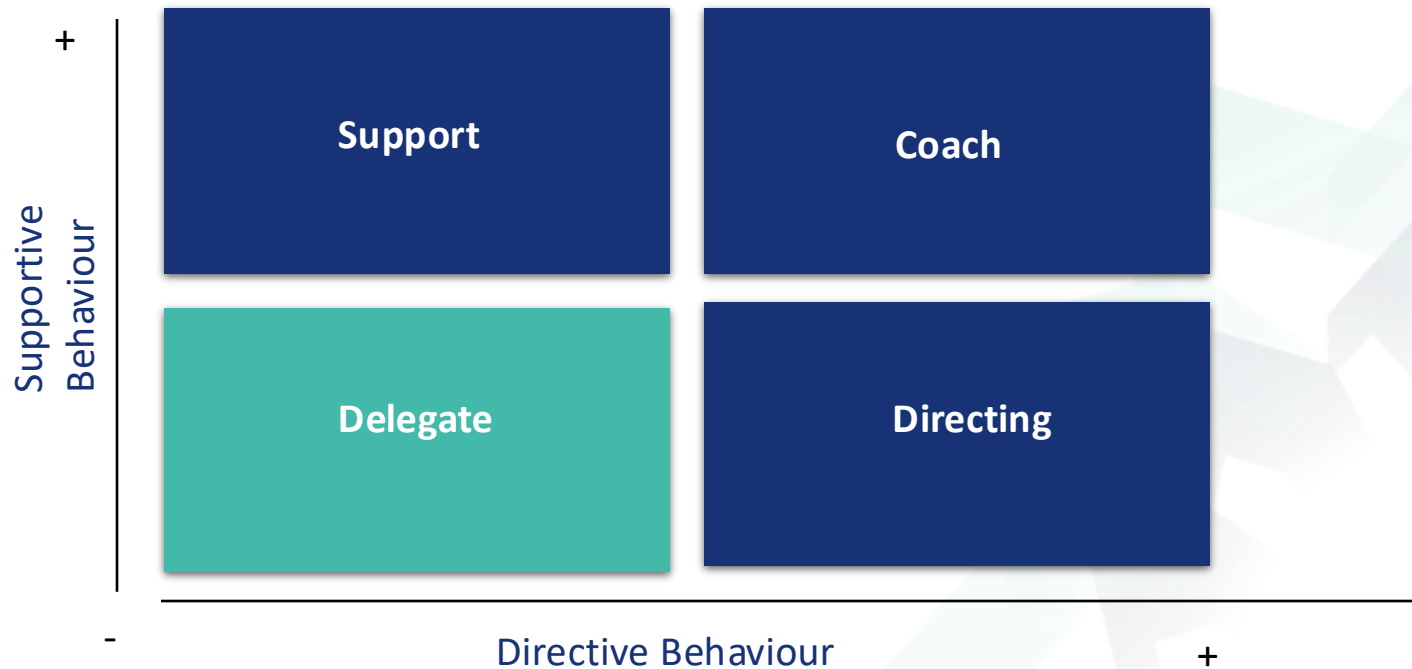 +
Supportive
Behaviour
Support
Coach
Delegate
Directing
-
Directive Behaviour
+